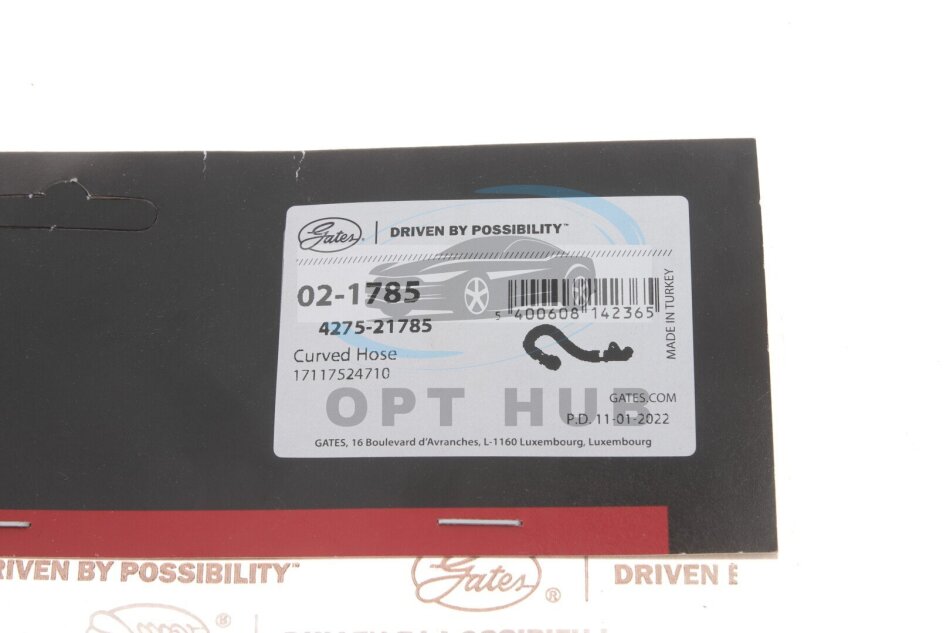 Gates® | DRIVEN BY POSSIBILITY™
02-1785
4275-21785
5 400608 142365
MADE IN TURKEY
Curved Hose
17117524710
OPT HUB
GATES.COM
P.D. 11-01-2022
GATES, 16 Boulevard d'Avranches, L-1160 Luxembourg, Luxembourg
RIVEN BY POSSIBILITY™
Gates® | DRIVEN B